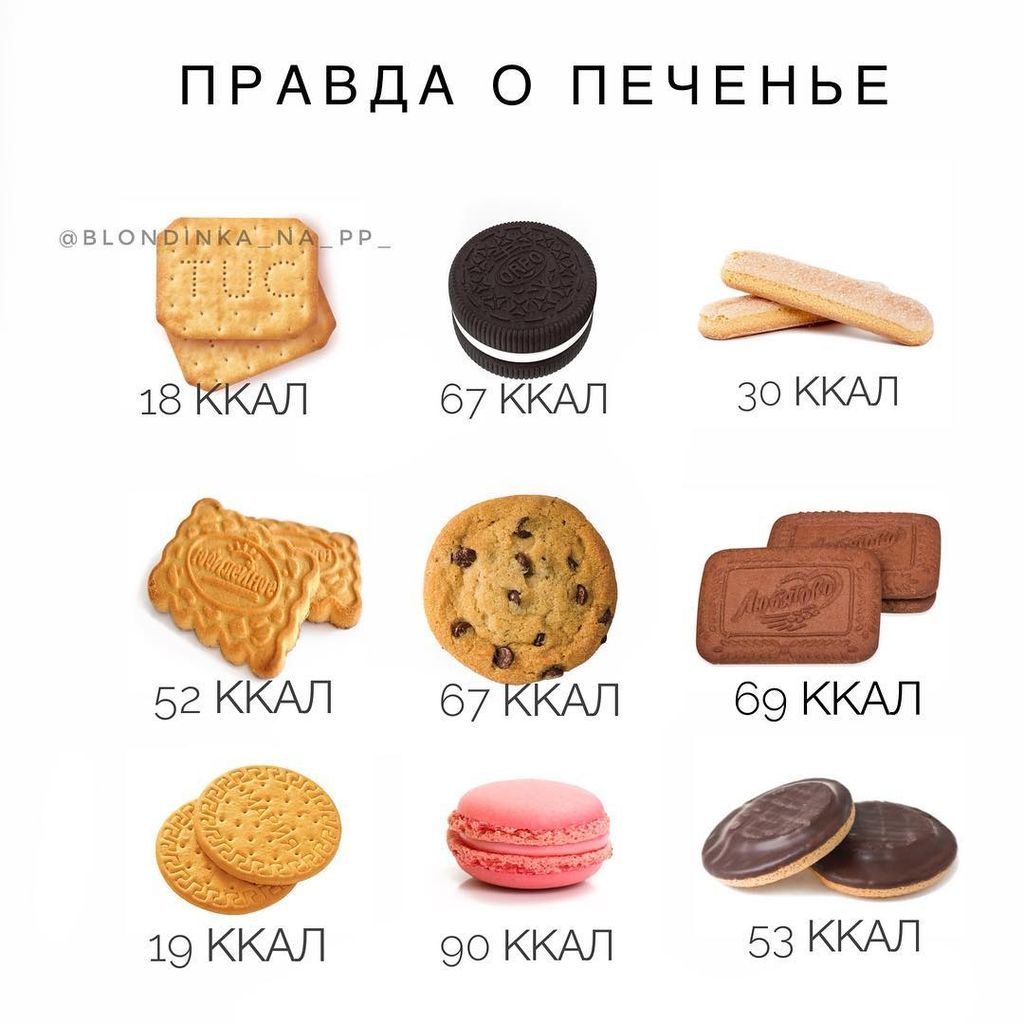 ПРАВДА О ПЕЧЕНЬЕ
@BLONDINKA_NA_PP_
TUC
OREO
18 ККАЛ
67 ККАЛ
30 ККАЛ
Юбилейное
Любятово
52 ККАЛ
67 ККАЛ
69 ККАЛ
МАРИЯ
19 ККАЛ
90 ККАЛ
53 ККАЛ